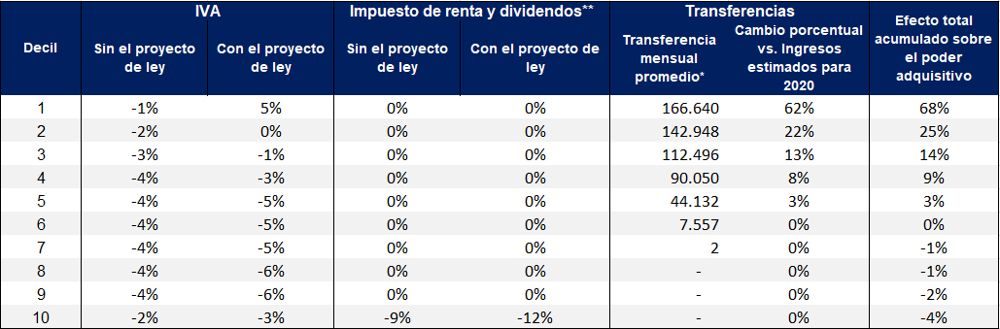 IVA Impuesto de renta y dividendos** Transferencias
Decil Sin el proyecto de ley Con el proyecto de ley Sin el proyecto de ley Con el proyecto de ley Transferencia mensual promedio* Cambio porcentual vs. Ingresos estimados para 2020 Efecto total acumulado sobre el poder adquisitivo
1 -1% 5% 0% 0% 166.640 62% 68%
2 -2% 0% 0% 0% 142.948 22% 25%
3 -3% -1% 0% 0% 112.496 13% 14%
4 -4% -3% 0% 0% 90.050 8% 9%
5 -4% -5% 0% 0% 44.132 3% 3%
6 -4% -5% 0% 0% 7.557 0% 0%
7 -4% -5% 0% 0% 2 0% -1%
8 -4% -6% 0% 0% - 0% -1%
9 -4% -6% 0% 0% - 0% -2%
10 -2% -3% -9% -12% - 0% -4%